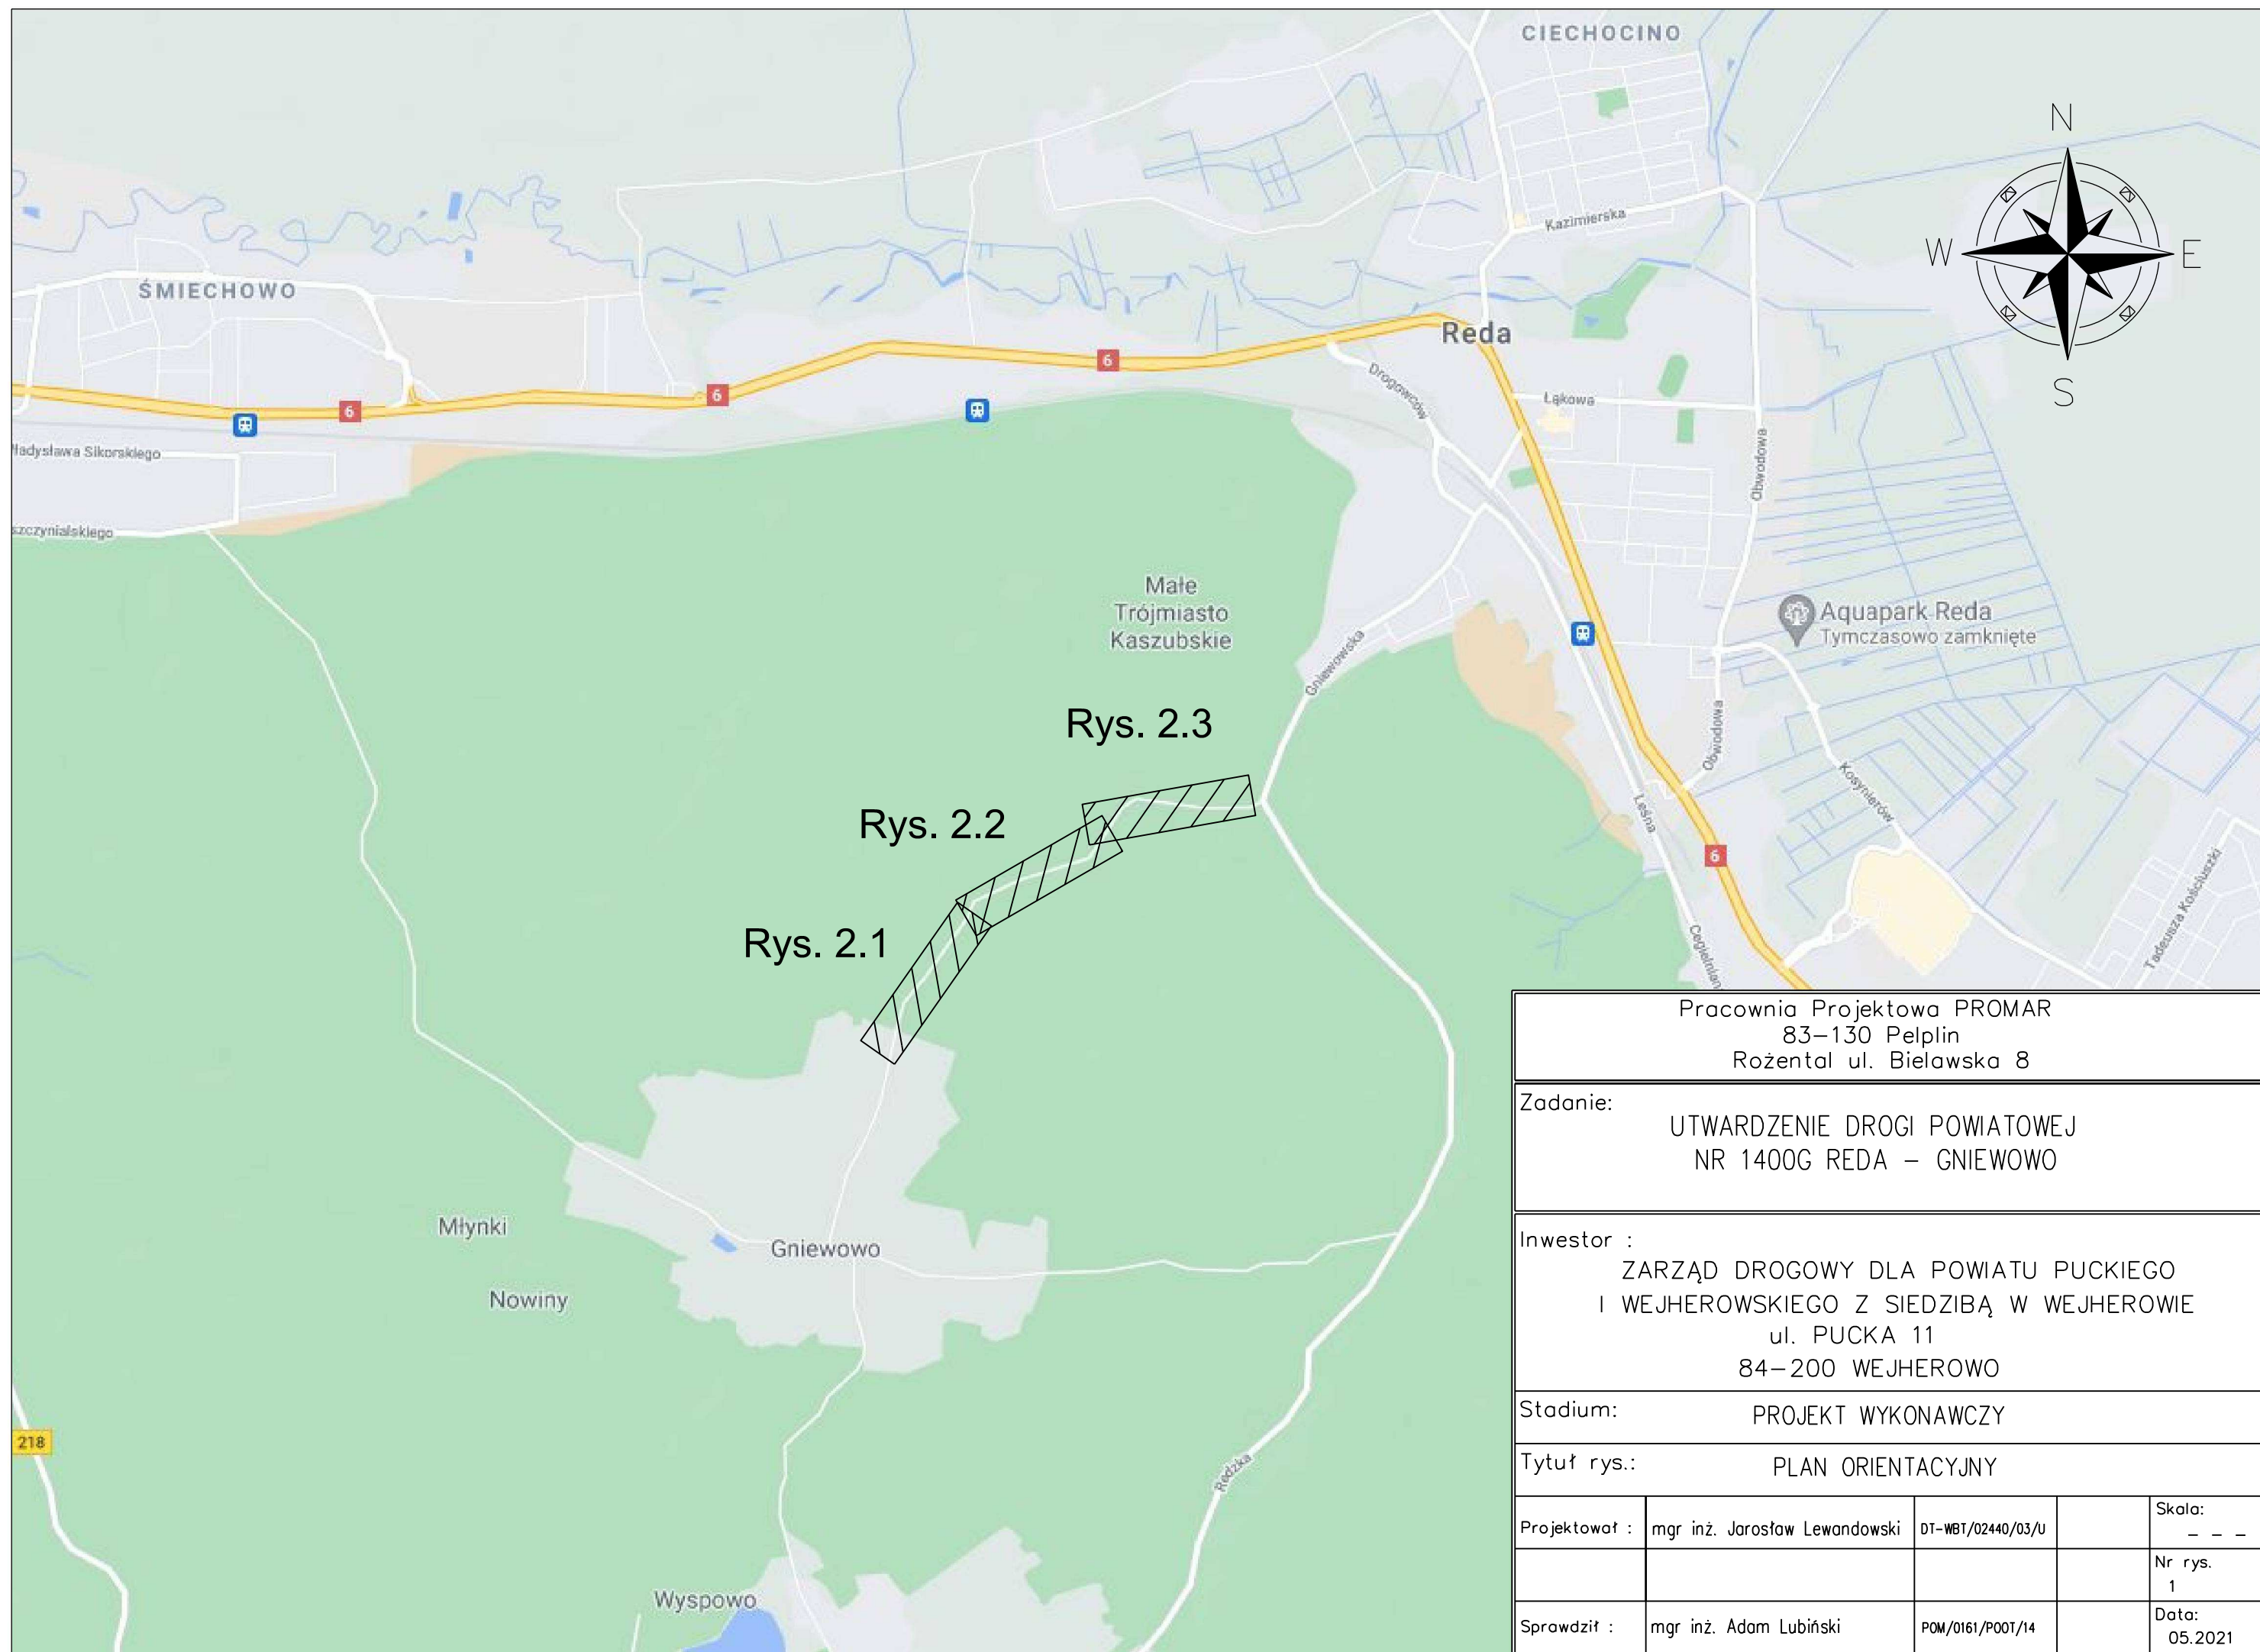 CIECHOCINO
N
Kazimierska
W
E
ŚMIECHOWO
Reda
6
6
6
S
Drogowców
Łąkowa
Obwodowa
ładysława Sikorskiego
szczynialskiego
Małe
Trójmiasto
Kaszubskie
Aquapark Reda
Tymczasowo zamknięte
Gniewowska
Rys. 2.3
Obwodowa
Kosynierów
Leśna
Rys. 2.2
6
Tadeusza Kościuszki
Rys. 2.1
Cegielnian
Młynki
Gniewowo
Nowiny
218
Redzka
Wyspowo
Pracownia Projektowa PROMAR
83-130 Pelplin
Rożental ul. Bielawska 8
Zadanie:
UTWARDZENIE DROGI POWIATOWEJ
NR 1400G REDA – GNIEWOWO
Inwestor :
ZARZĄD DROGOWY DLA POWIATU PUCKIEGO
I WEJHEROWSKIEGO Z SIEDZIBĄ W WEJHEROWIE
ul. PUCKA 11
84-200 WEJHEROWO
Stadium: PROJEKT WYKONAWCZY
Tytuł rys.: PLAN ORIENTACYJNY
Projektował : mgr inż. Jarosław Lewandowski DT-WBT/02440/03/U
Skala:
– – –
Nr rys.
1
Sprawdził : mgr inż. Adam Lubiński POM/0161/POOT/14
Data:
05.2021